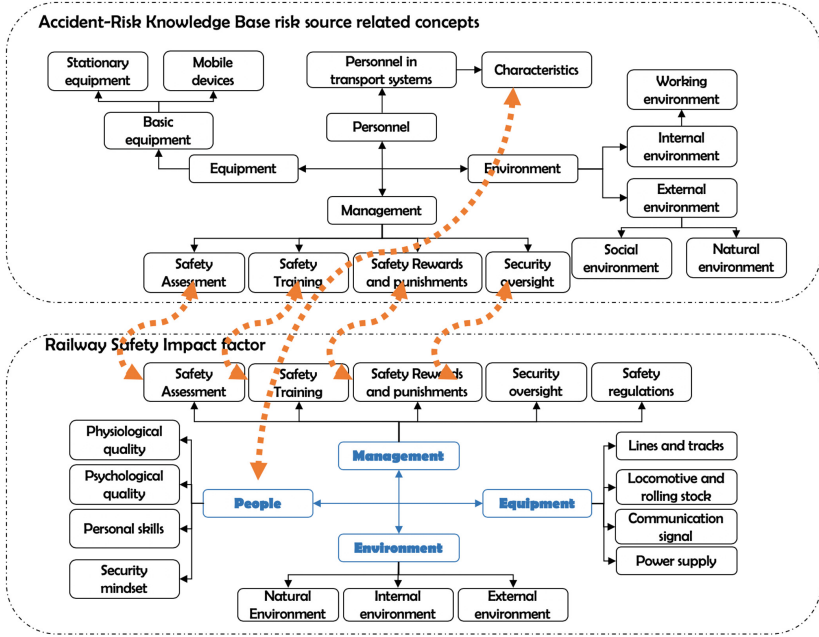 Accident-Risk Knowledge Base risk source related concepts
Stationary
equipment
Mobile
devices
Personnel in
transport systems
Characteristics
Working
environment
Basic
equipment
Personnel
Internal
environment
Equipment
Environment
External
environment
Management
Safety
Assessment
Safety
Training
Safety Rewards
and punishments
Security
oversight
Social
environment
Natural
environment
Railway Safety Impact factor
Safety
Assessment
Safety
Training
Safety Rewards
and punishments
Security
oversight
Safety
regulations
Physiological
quality
Psychological
quality
Personal skills
Security
mindset
Management
People
Equipment
Environment
Lines and tracks
Locomotive and
rolling stock
Communication
signal
Power supply
Natural
Environment
Internal
environment
External
environment